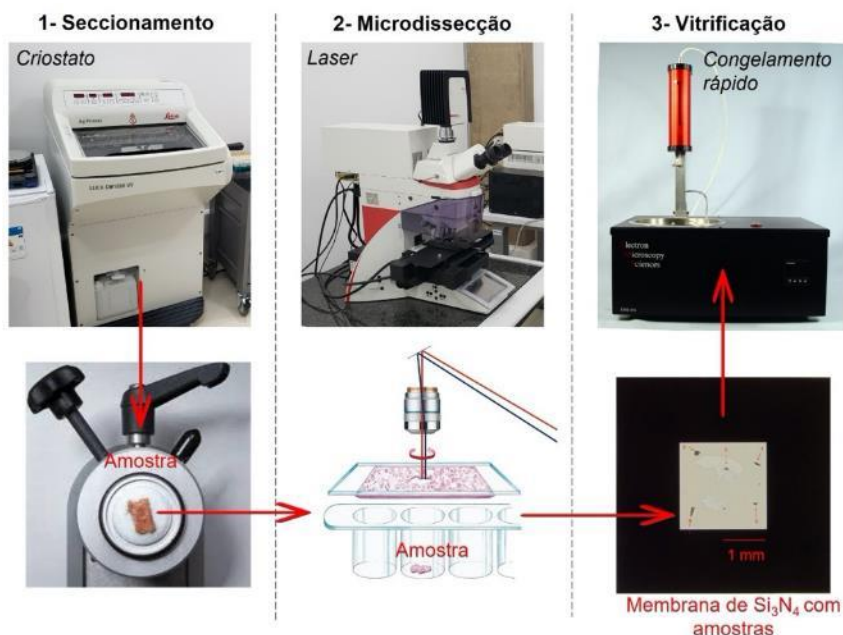 1- Seccionamento
2- Microdissecção
3- Vitrificação
Criostato
Laser
Congelamento
rápido
Leica
Electron
Microscopy
Sciences
Amostra
Amostra
1 mm
Membrana de Si₃N₄ com
amostras